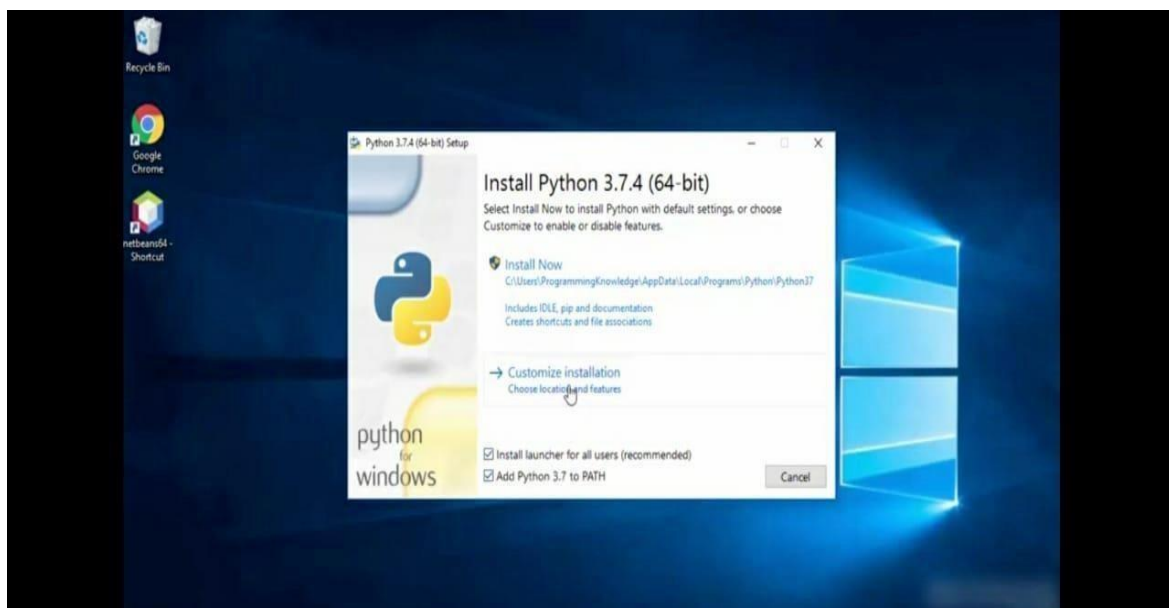 Recycle Bin
Google
Chrome
netbeans64 -
Shortcut
Python 3.7.4 (64-bit) Setup
Install Python 3.7.4 (64-bit)
Select Install Now to install Python with default settings, or choose
Customize to enable or disable features.
Install Now
C:\Users\ProgrammingKnowledge\AppData\Local\Programs\Python\Python37
Includes IDLE, pip and documentation
Creates shortcuts and file associations
Customize installation
Choose location and features
python
for
windows
Install launcher for all users (recommended)
Add Python 3.7 to PATH
Cancel